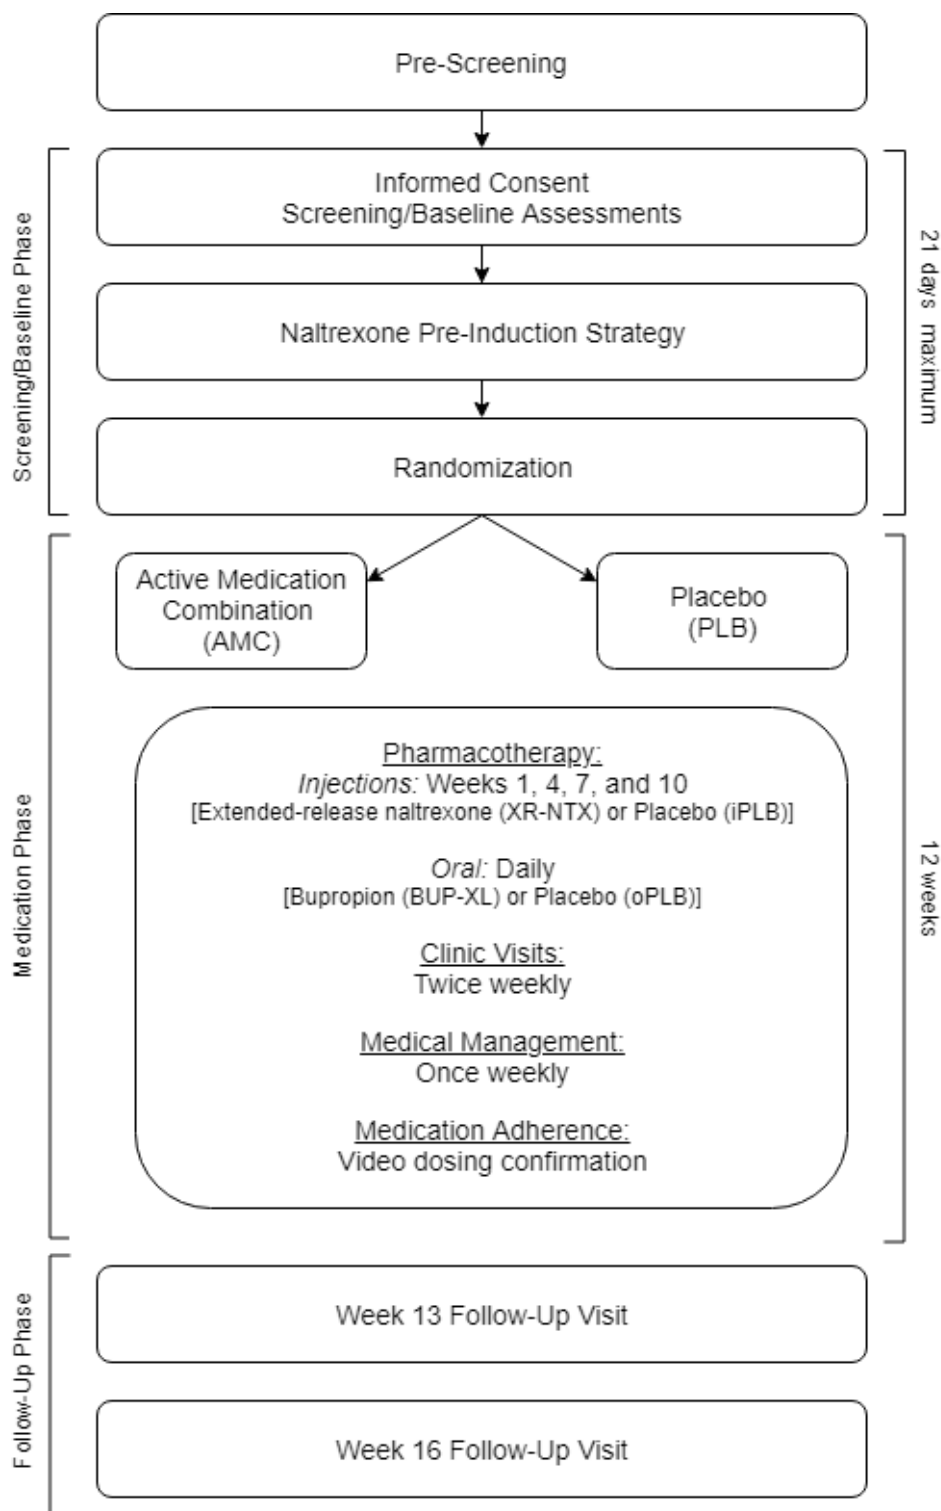 Pre-Screening
Screening/Baseline Phase
Informed Consent
Screening/Baseline Assessments
Naltrexone Pre-Induction Strategy
Randomization
21 days maximum
Medication Phase
Active Medication
Combination
(AMC)
Placebo
(PLB)
Pharmacotherapy:
Injections: Weeks 1, 4, 7, and 10
[Extended-release naltrexone (XR-NTX) or Placebo (iPLB)]
Oral: Daily
[Bupropion (BUP-XL) or Placebo (oPLB)]
Clinic Visits:
Twice weekly
Medical Management:
Once weekly
Medication Adherence:
Video dosing confirmation
12 weeks
Follow-Up Phase
Week 13 Follow-Up Visit
Week 16 Follow-Up Visit